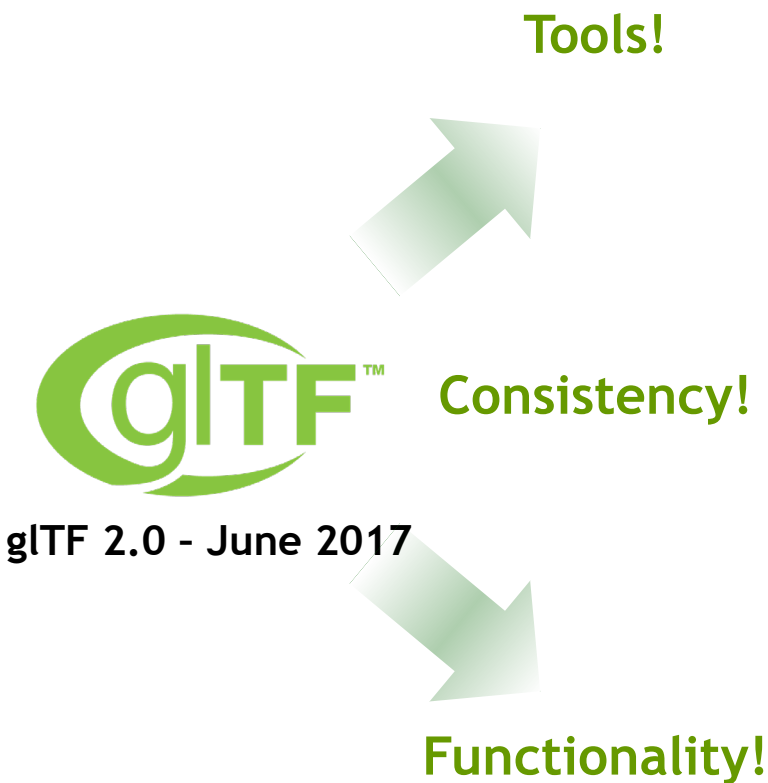 Tools!
glTF™
Consistency!
glTF 2.0 – June 2017
Functionality!